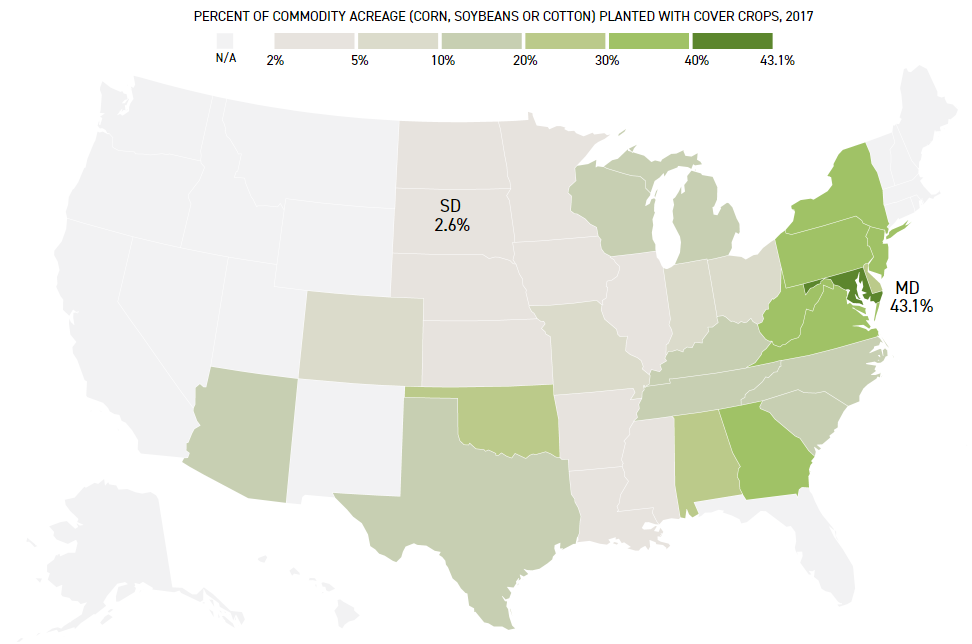 PERCENT OF COMMODITY ACREAGE (CORN, SOYBEANS OR COTTON) PLANTED WITH COVER CROPS, 2017
N/A 2% 5% 10% 20% 30% 40% 43.1%
SD
2.6%
MD
43.1%